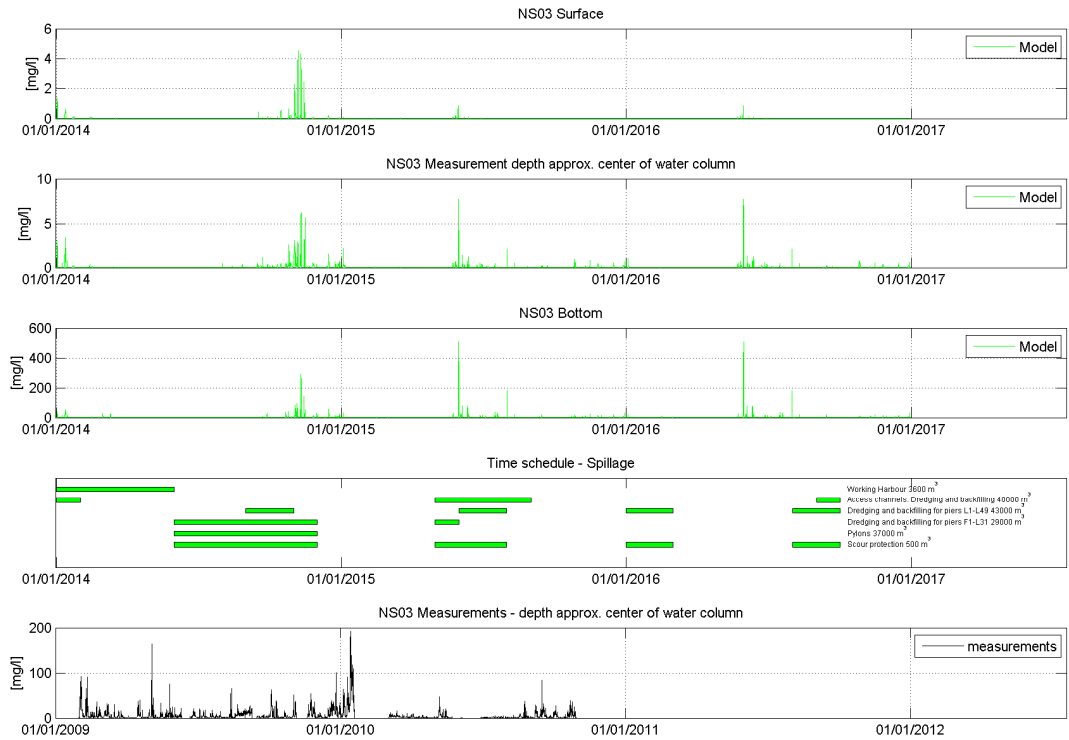 NS03 Surface
6
4
2
0
[mg/l]
Model
01/01/2014 01/01/2015 01/01/2016 01/01/2017
NS03 Measurement depth approx. center of water column
10
5
0
[mg/l]
Model
01/01/2014 01/01/2015 01/01/2016 01/01/2017
NS03 Bottom
600
400
200
0
[mg/l]
Model
01/01/2014 01/01/2015 01/01/2016 01/01/2017
Time schedule - Spillage
Working Harbour 3600 m³
Access channels: Dredging and backfilling 40000 m³
Dredging and backfilling for piers L1-L49 43000 m³
Dredging and backfilling for piers F1-L31 29000 m³
Pylons 37000 m³
Scour protection 500 m³
01/01/2014 01/01/2015 01/01/2016 01/01/2017
NS03 Measurements - depth approx. center of water column
200
100
0
[mg/l]
measurements
01/01/2009 01/01/2010 01/01/2011 01/01/2012